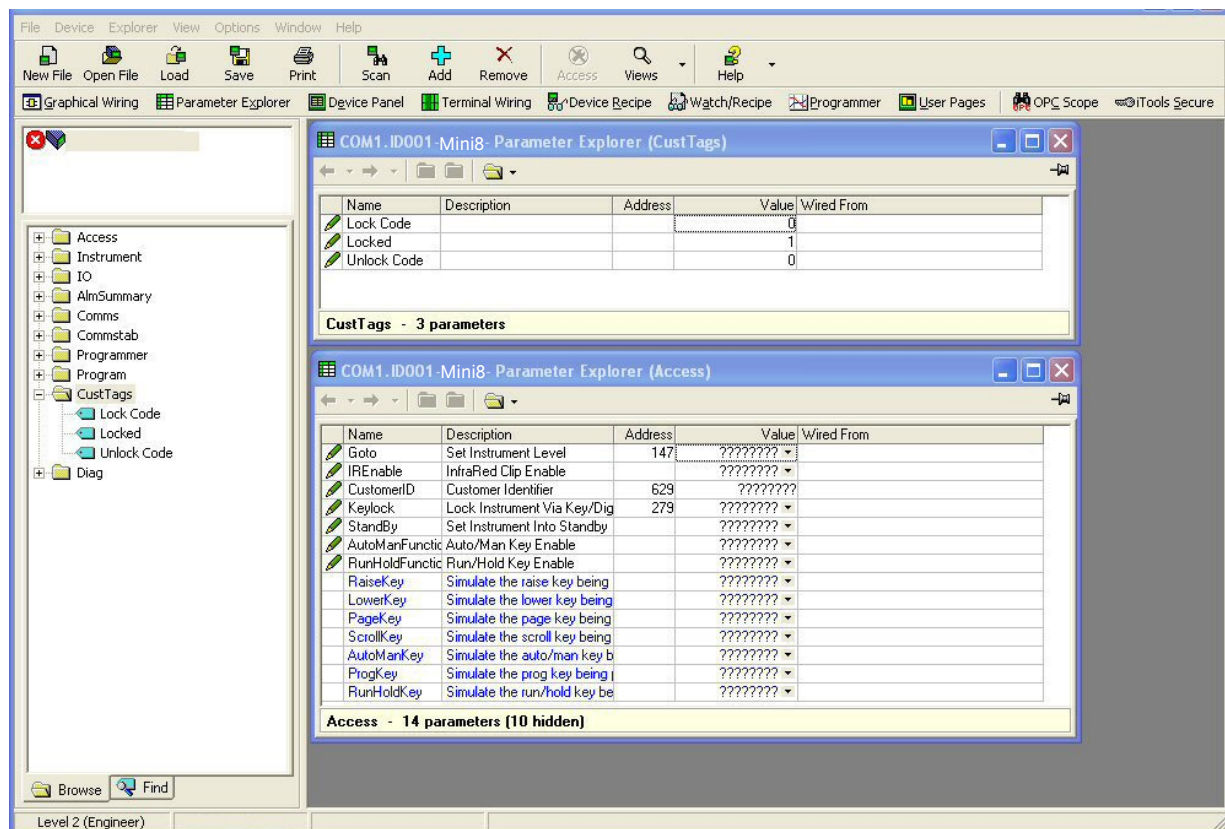 File Device Explorer View Options Window Help
New File Open File Load Save Print Scan Add Remove Access Views Help
Graphical Wiring Parameter Explorer Device Panel Terminal Wiring Device Recipe Watch/Recipe Programmer User Pages OPC Scope iTools Secure
COM1.ID001-Mini8- Parameter Explorer (CustTags)
Name Description Address Value Wired From
Lock Code 0
Locked 1
Unlock Code 0
CustTags - 3 parameters
Access
Instrument
IO
AlmSummary
Comms
Commstab
Programmer
Program
CustTags
Lock Code
Locked
Unlock Code
Diag
COM1.ID001-Mini8- Parameter Explorer (Access)
Name Description Address Value Wired From
Goto Set Instrument Level 147 ????????
IREnable InfraRed Clip Enable ????????
CustomerID Customer Identifier 629 ????????
Keylock Lock Instrument Via Key/Dig 279 ????????
StandBy Set Instrument Into Standby ????????
AutoManFunctic Auto/Man Key Enable ????????
RunHoldFunctic Run/Hold Key Enable ????????
RaiseKey Simulate the raise key being ????????
LowerKey Simulate the lower key being ????????
PageKey Simulate the page key being ????????
ScrollKey Simulate the scroll key being ????????
AutoManKey Simulate the auto/man key b ????????
ProgKey Simulate the prog key being ????????
RunHoldKey Simulate the run/hold key be ????????
Access - 14 parameters (10 hidden)
Browse Find
Level 2 (Engineer)